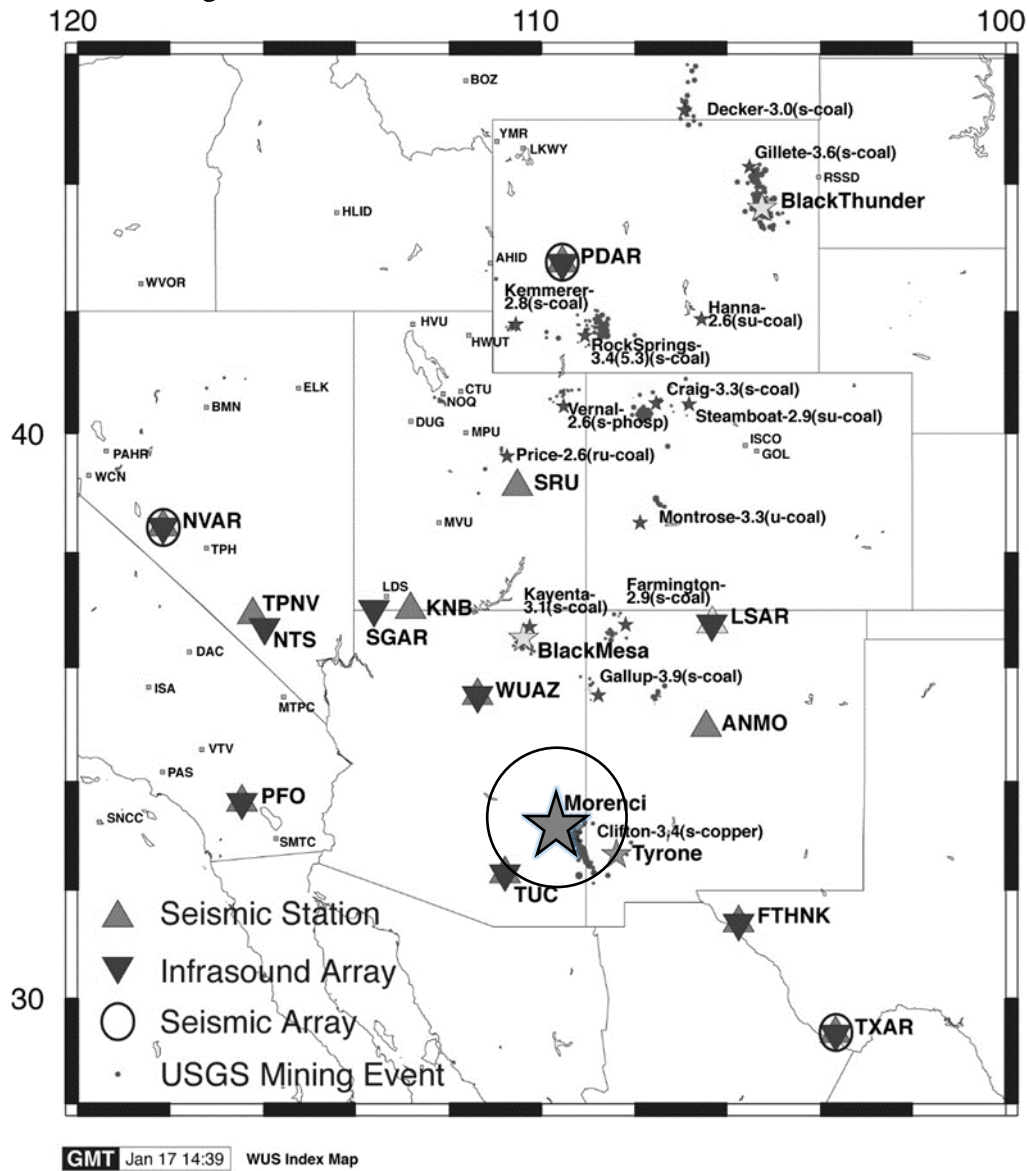 120
110
100
BOZ
Decker-3.0(s-coal)
YMR
LKWY
Gillete-3.6(s-coal)
RSSD
BlackThunder
HLID
AHID
PDAR
WVOR
Kemmerer-
2.8(s-coal)
Hanna-
2.6(su-coal)
HVU
HWUT
RockSprings-
3.4(5.3)(s-coal)
ELK
CTU
NOQ
Craig-3.3(s-coal)
BMN
Vernal-
2.6(s-phosp)
Steamboat-2.9(su-coal)
DUG
MPU
40
ISCO
GOL
PAHR
Price-2.6(ru-coal)
WCN
SRU
NVAR
MVU
Montrose-3.3(u-coal)
TPH
LDS
Kayenta-
3.1(s-coal)
Farmington-
2.9(s-coal)
TPNV
KNB
LSAR
NTS
SGAR
DAC
BlackMesa
ISA
MTPC
WUAZ
Gallup-3.9(s-coal)
ANMO
VTV
PAS
PFO
Morenci
SNCC
Clifton-3.4(s-copper)
SMTC
Tyrone
TUC
Seismic Station
FTHNK
Infrasound Array
30
Seismic Array
TXAR
USGS Mining Event
GMT Jan 17 14:39 WUS Index Map